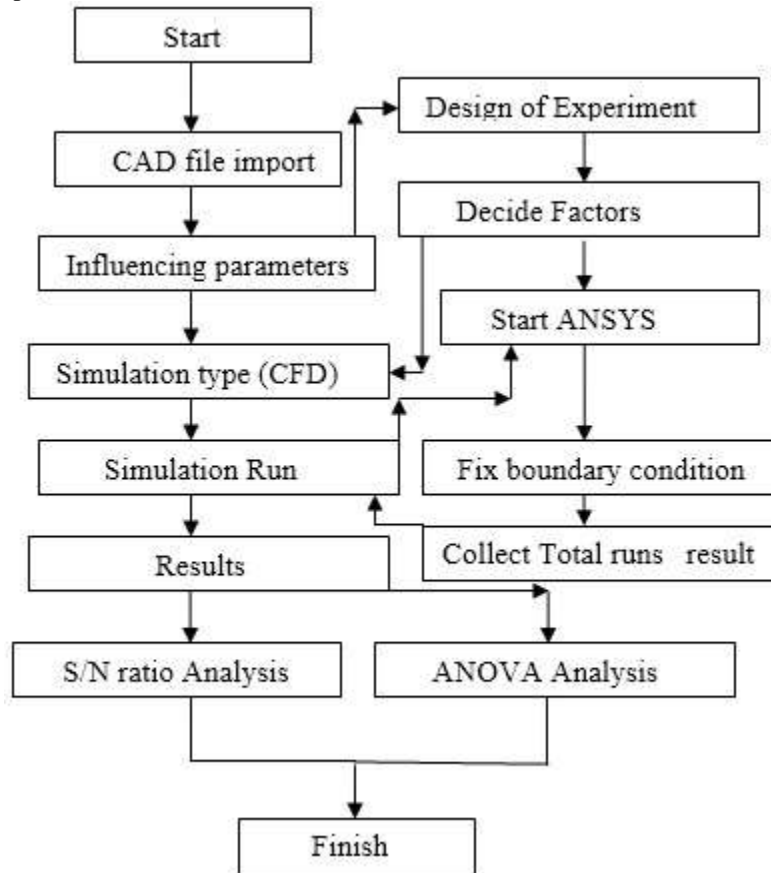 Start
CAD file import
Influencing parameters
Simulation type (CFD)
Simulation Run
Results
S/N ratio Analysis
Design of Experiment
Decide Factors
Start ANSYS
Fix boundary condition
Collect Total runs result
ANOVA Analysis
Finish